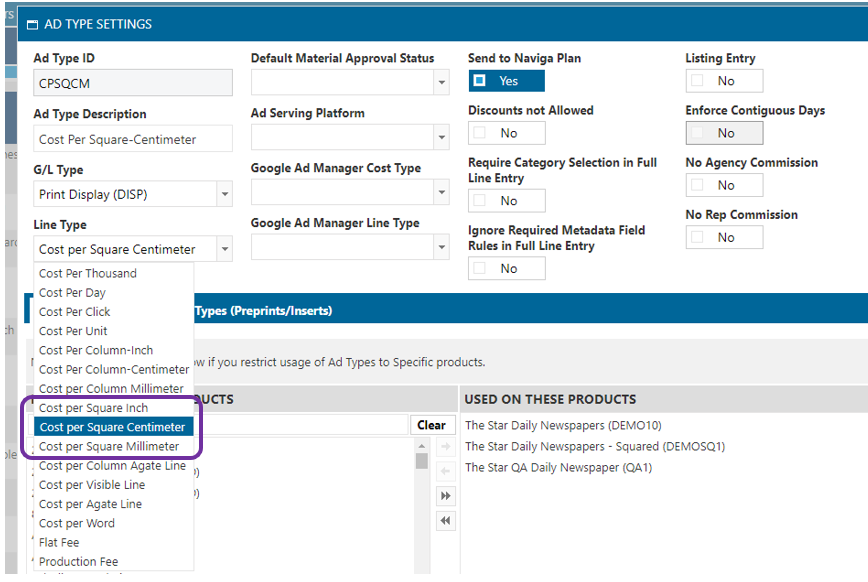 AD TYPE SETTINGS
Ad Type ID
CPSQCM
Ad Type Description
Cost Per Square-Centimeter
G/L Type
Print Display (DISP)
Line Type
Cost per Square Centimeter
Cost Per Thousand
Cost Per Day
Cost Per Click
Cost Per Unit
Cost Per Column-Inch
Cost Per Column-Centimeter
Cost per Column Millimeter
Cost per Square Inch
Cost per Square Centimeter
Cost per Square Millimeter
Cost per Column Agate Line
Cost per Visible Line
Cost per Agate Line
Cost per Word
Flat Fee
Production Fee
Default Material Approval Status
Ad Serving Platform
Google Ad Manager Cost Type
Google Ad Manager Line Type
Send to Naviga Plan
Yes
Discounts not Allowed
No
Require Category Selection in Full
Line Entry
No
Ignore Required Metadata Field
Rules in Full Line Entry
No
Listing Entry
No
Enforce Contiguous Days
No
No Agency Commission
No
No Rep Commission
No
Types (Preprints/Inserts)
if you restrict usage of Ad Types to Specific products.
Clear
USED ON THESE PRODUCTS
The Star Daily Newspapers (DEMO10)
The Star Daily Newspapers - Squared (DEMOSQ1)
The Star QA Daily Newspaper (QA1)